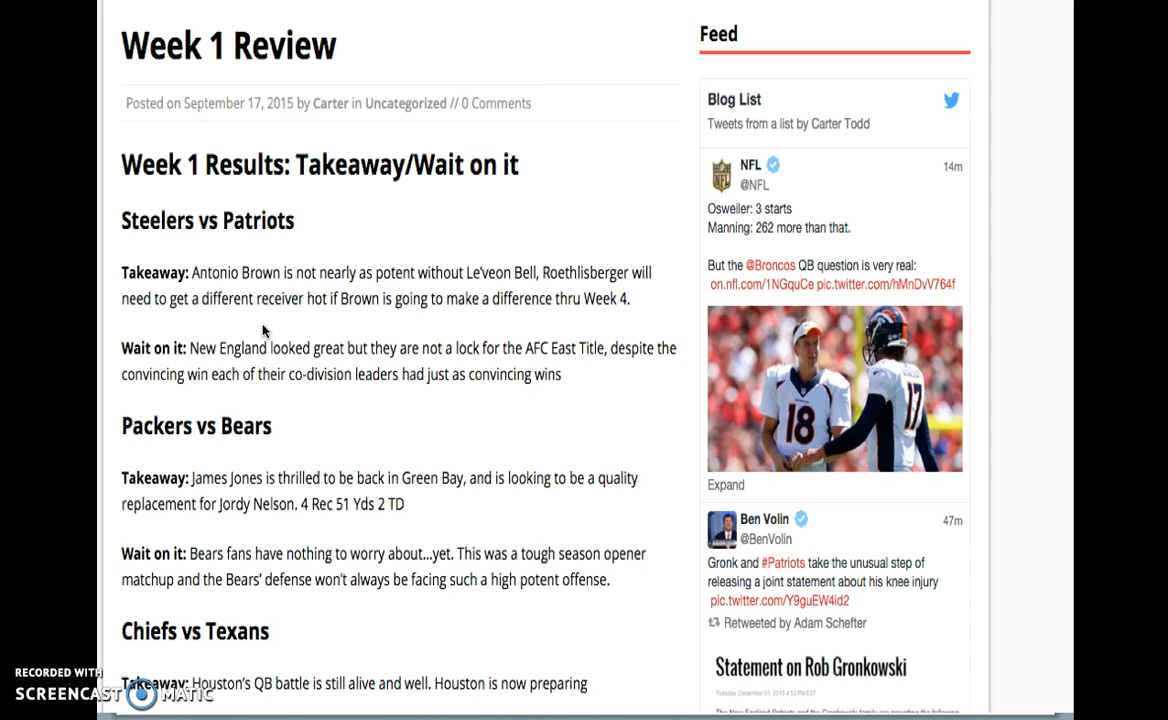 Week 1 Review
Posted on September 17, 2015 by Carter in Uncategorized // 0 Comments
Week 1 Results: Takeaway/Wait on it
Steelers vs Patriots
Takeaway: Antonio Brown is not nearly as potent without Le'veon Bell, Roethlisberger will
need to get a different receiver hot if Brown is going to make a difference thru Week 4.
Wait on it: New England looked great but they are not a lock for the AFC East Title, despite the
convincing win each of their co-division leaders had just as convincing wins
Packers vs Bears
Takeaway: James Jones is thrilled to be back in Green Bay, and is looking to be a quality
replacement for Jordy Nelson. 4 Rec 51 Yds 2 TD
Wait on it: Bears fans have nothing to worry about...yet. This was a tough season opener
matchup and the Bears' defense won't always be facing such a high potent offense.
Chiefs vs Texans
Takeaway: Houston's QB battle is still alive and well. Houston is now preparing
Feed
Blog List
Tweets from a list by Carter Todd
NFL
@NFL
14m
Osweiler: 3 starts
Manning: 262 more than that.
But the @Broncos QB question is very real:
on.nfl.com/1NGquCe pic.twitter.com/hMnDvV764f
18
17
Expand
Ben Volin
@BenVolin
47m
Gronk and #Patriots take the unusual step of
releasing a joint statement about his knee injury
pic.twitter.com/Y9guEW4id2
Retweeted by Adam Schefter
Statement on Rob Gronkowski
Tuesday, December 01, 2015 4:53 PM EST
RECORDED WITH
SCREENCAST MATIC